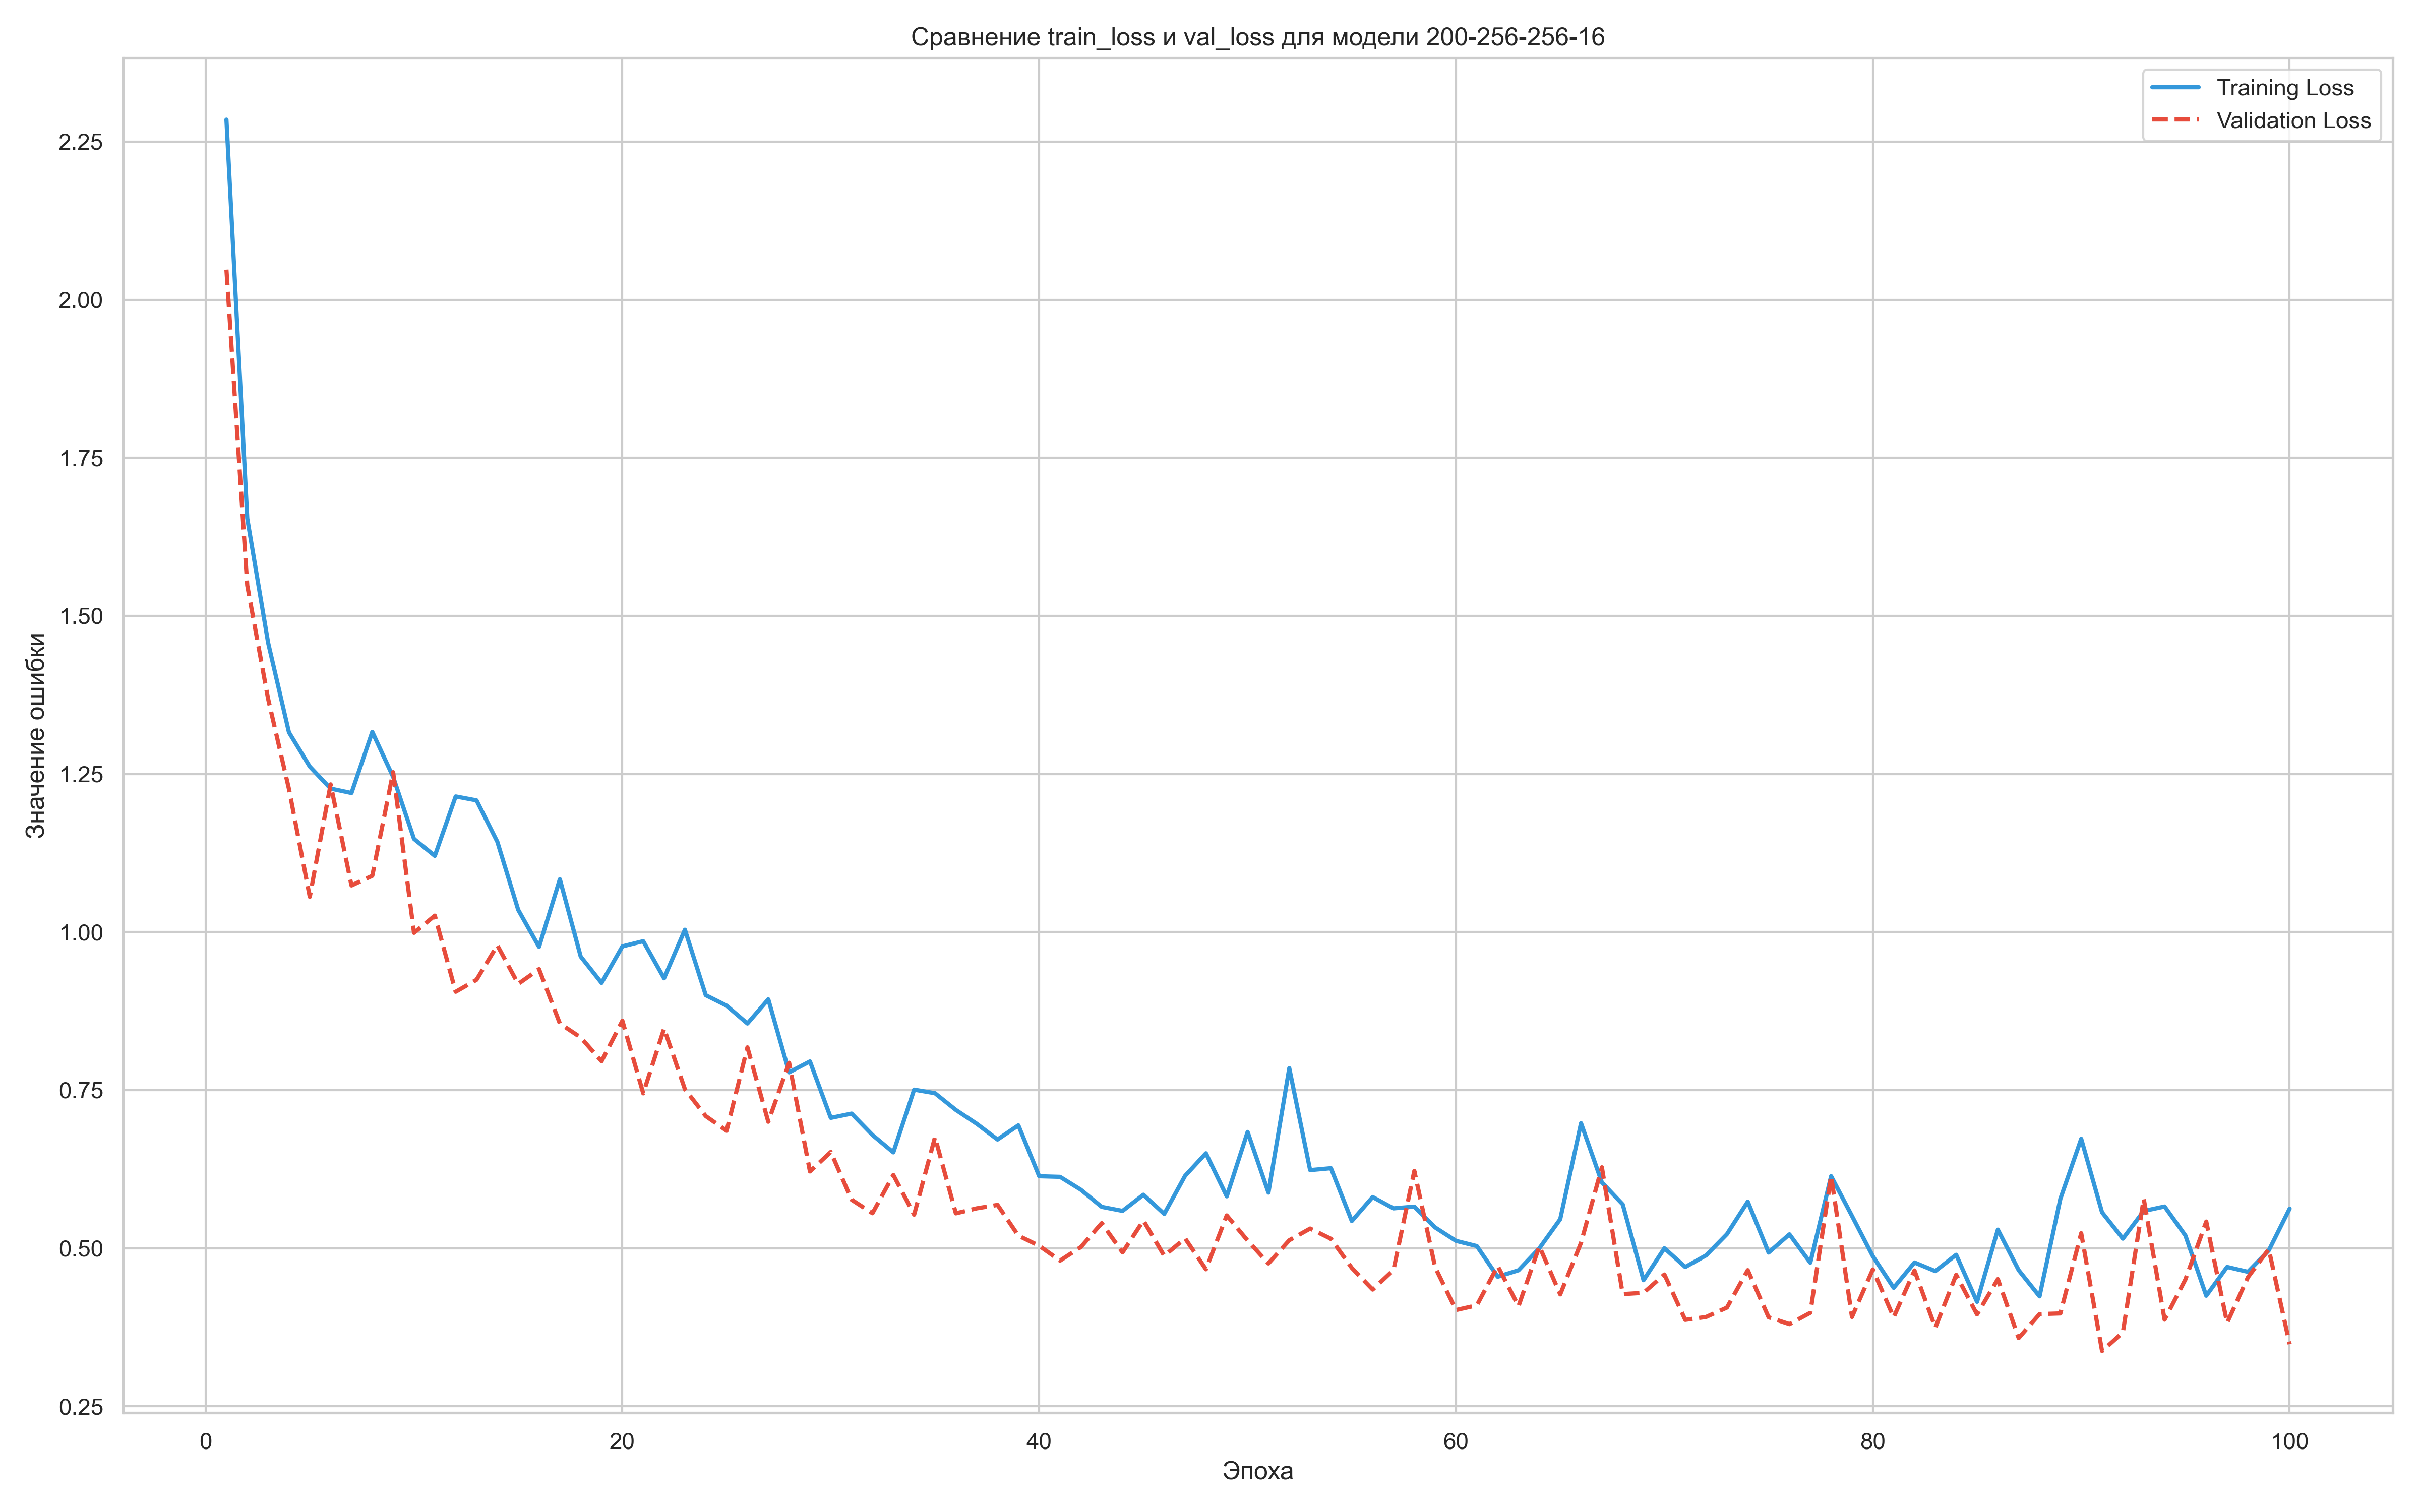 Сравнение train_loss и val_loss для модели 200-256-256-16
Training Loss
Validation Loss
2.25
2.00
1.75
1.50
1.25
1.00
0.75
0.50
0.25
Значение ошибки
0 20 40 60 80 100
Эпоха